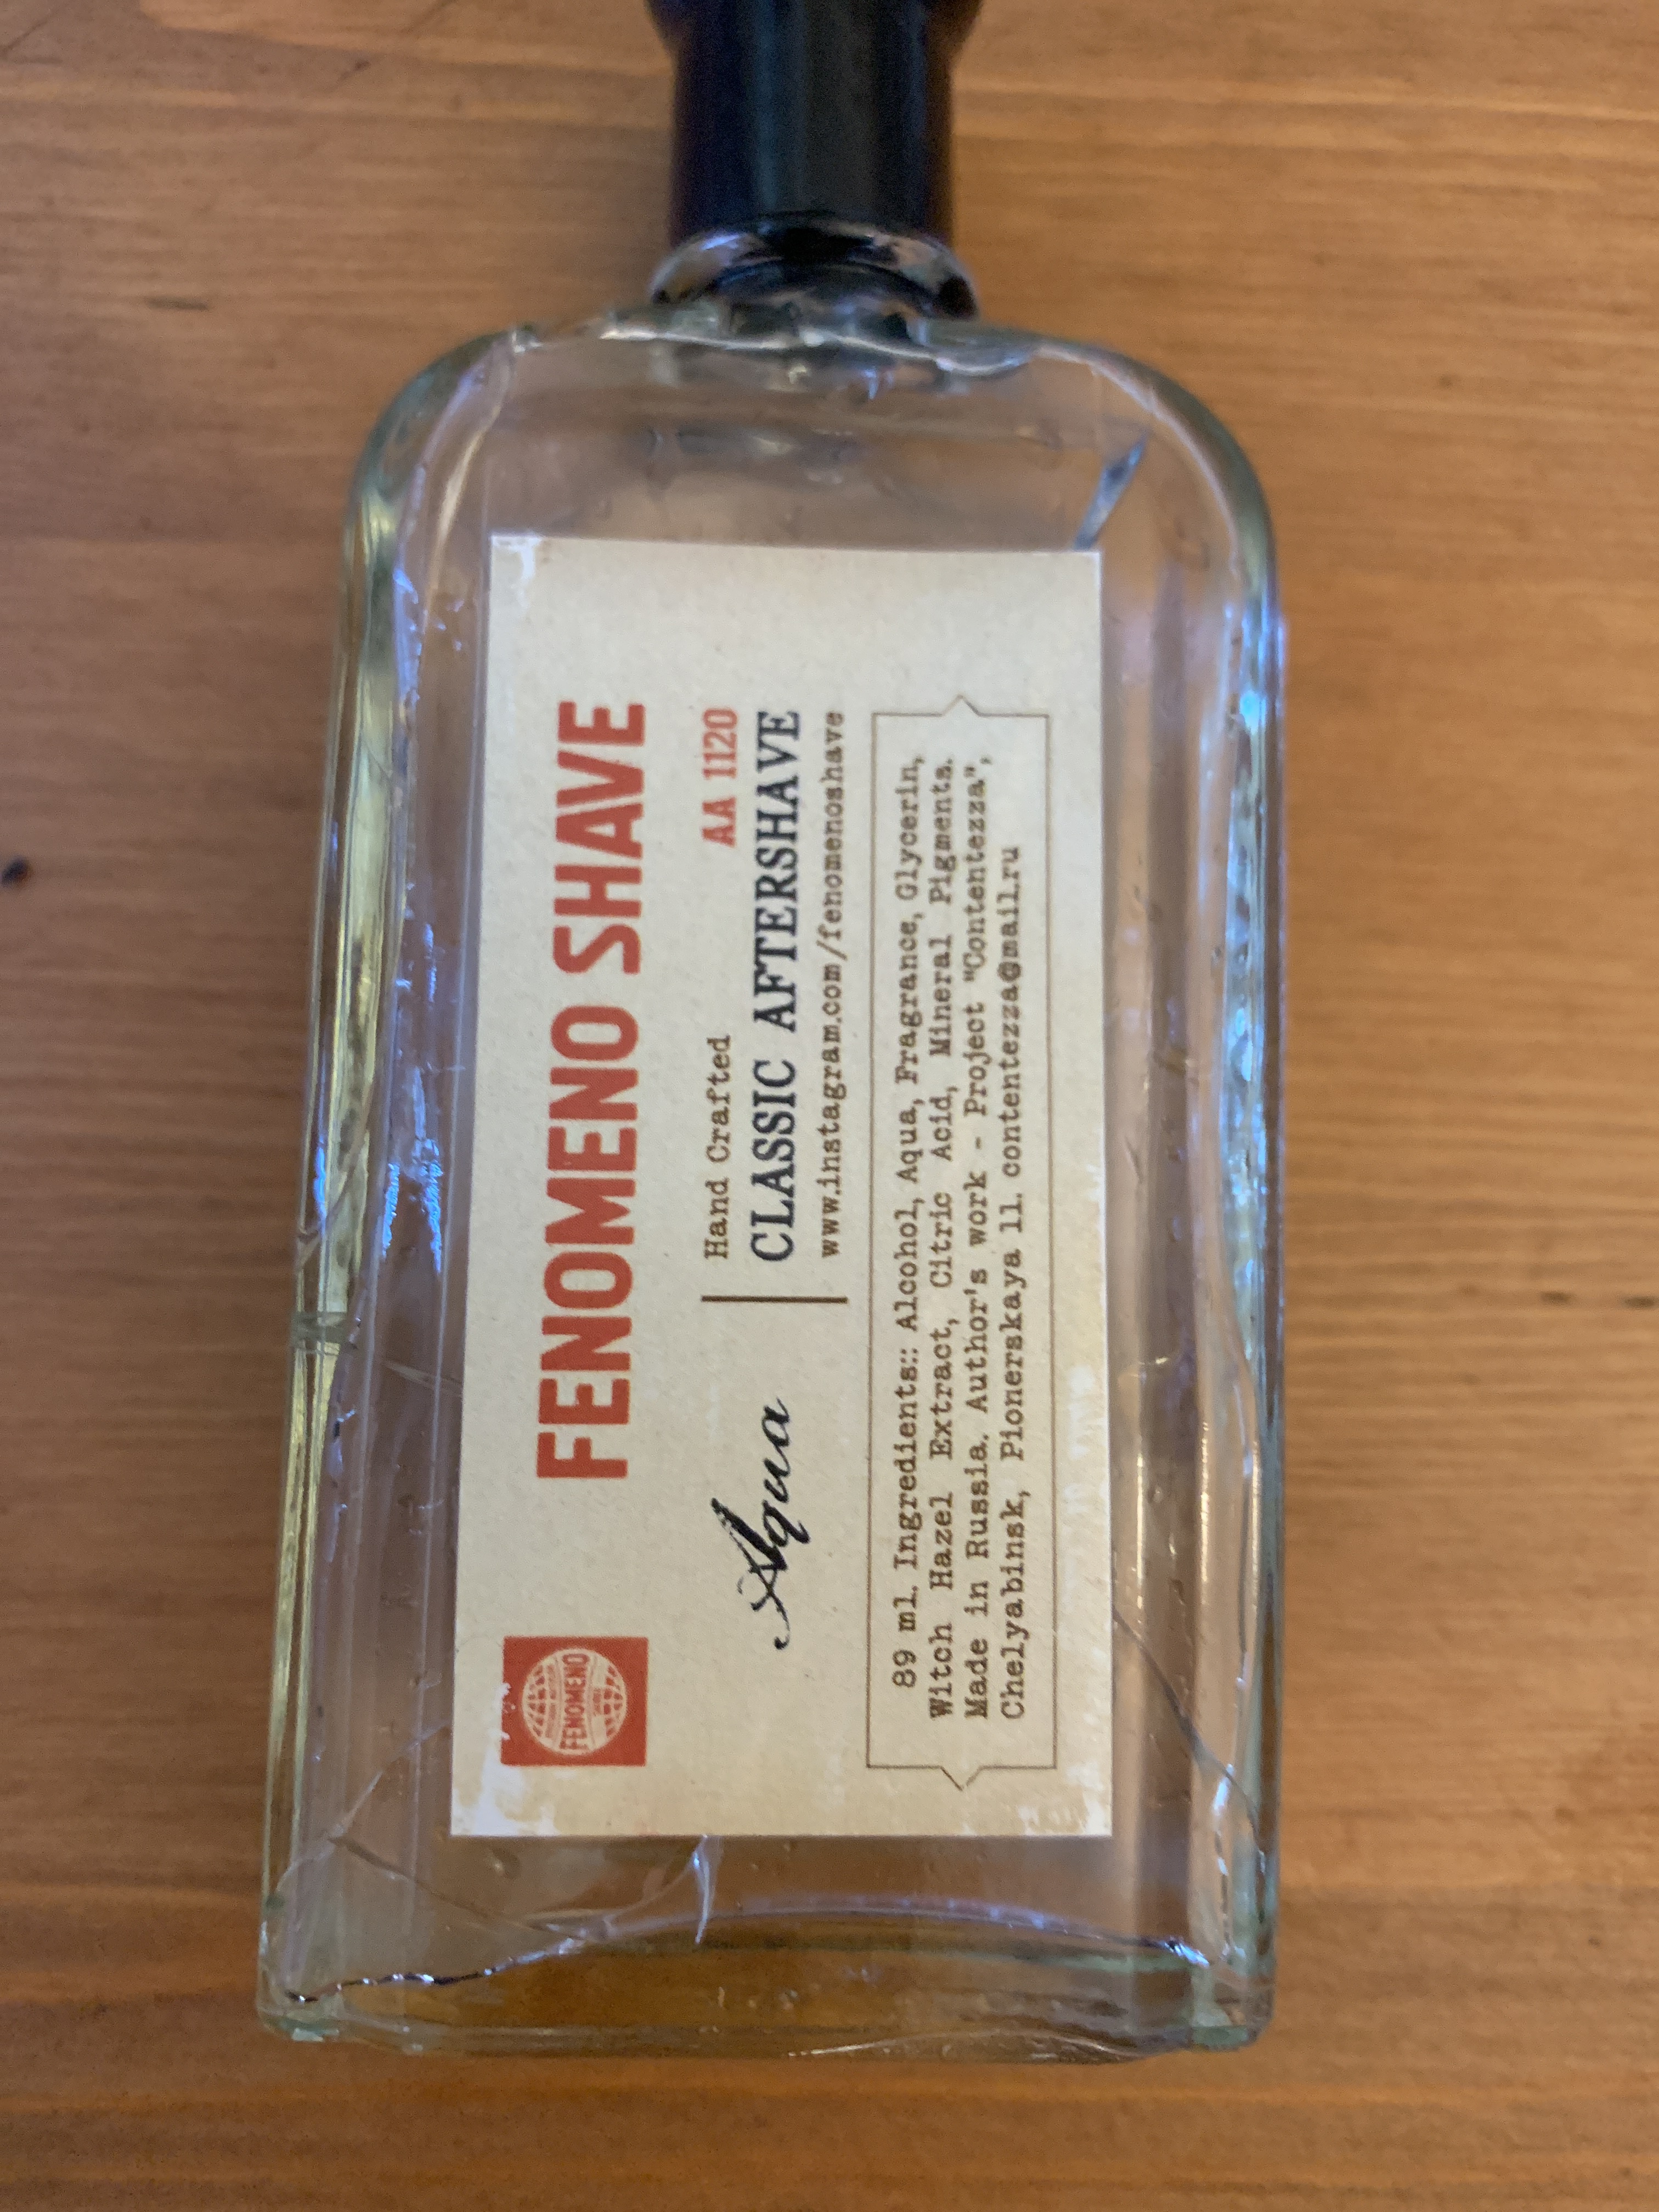 FENOMENO
FENOMENO SHAVE
Aqua
Hand Crafted AA 1120
CLASSIC AFTERSHAVE
www.instagram.com/fenomenoshave
89 ml. Ingredients:: Alcohol, Aqua, Fragrance, Glycerin,
Witch Hazel Extract, Citric Acid, Mineral Pigments.
Made in Russia. Author's work - Project "Contentezza",
Chelyabinsk, Pionerskaya 11. contentezza@mail.ru